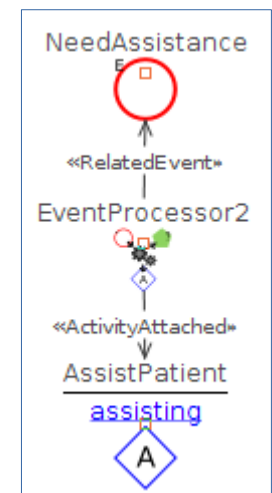 NeedAssistance
E
«RelatedEvent»
EventProcessor2
A
«ActivityAttached»
AssistPatient
assisting
A